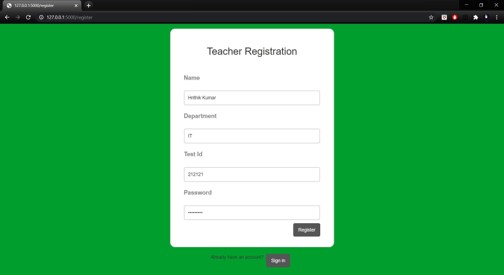 127.0.0.1:5000/register
127.0.0.1:5000/register
Teacher Registration
Name
Hrithik Kumar
Department
IT
Test Id
212121
Password
Register
Already have an account?
Sign in